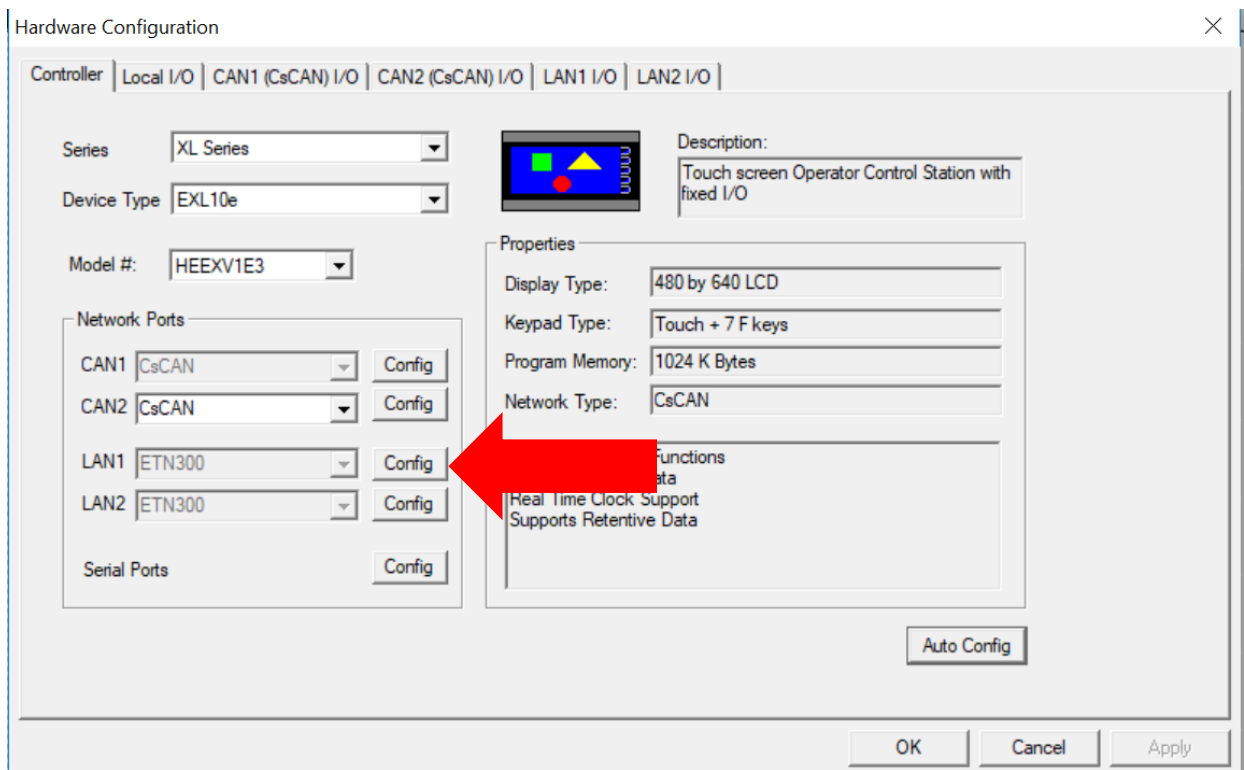 Hardware Configuration
Controller
Local I/O
CAN1 (CsCAN) I/O
CAN2 (CsCAN) I/O
LAN1 I/O
LAN2 I/O
Series
XL Series
Device Type
EXL10e
Model #:
HEEXV1E3
Description:
Touch screen Operator Control Station with
fixed I/O
Network Ports
CAN1
CsCAN
Config
CAN2
CsCAN
Config
LAN1
ETN300
Config
LAN2
ETN300
Config
Serial Ports
Config
Properties
Display Type:
480 by 640 LCD
Keypad Type:
Touch + 7 F keys
Program Memory:
1024 K Bytes
Network Type:
CsCAN
Functions
Real Time Clock Support
Supports Retentive Data
Auto Config
OK
Cancel
Apply